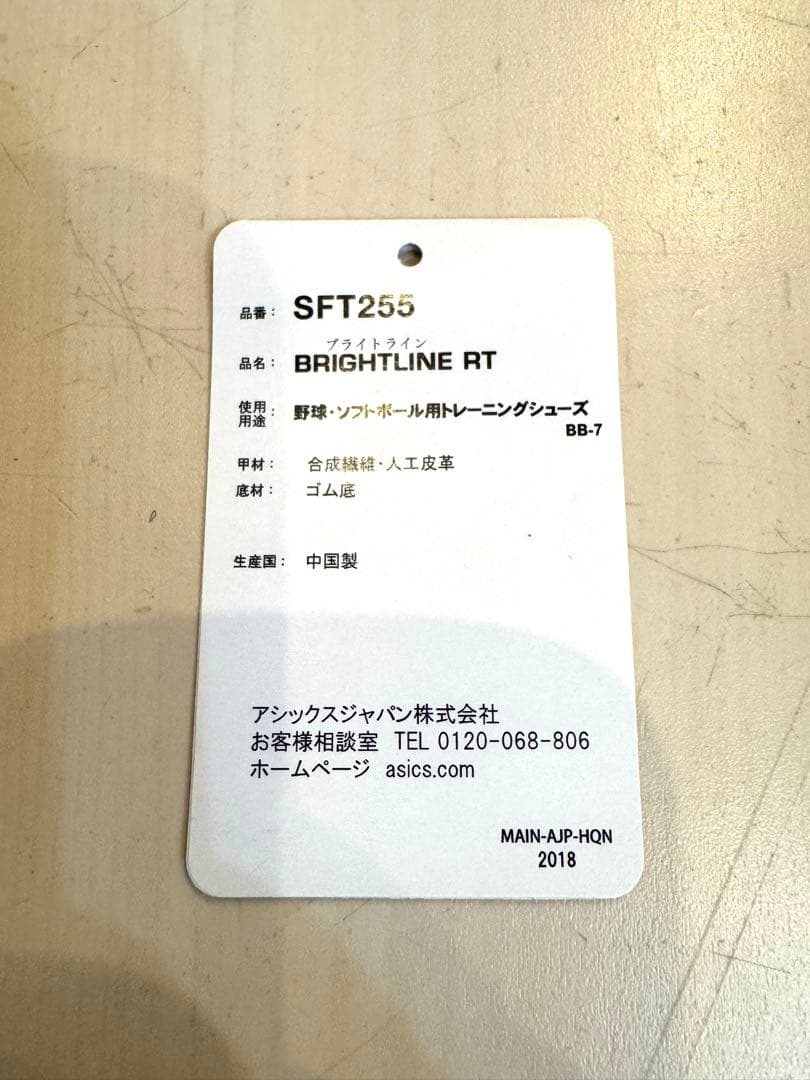 品番： SFT255
ブライトライン
品名： BRIGHTLINE RT
使用用途： 野球・ソフトボール用トレーニングシューズ
BB-7
甲材： 合成繊維・人工皮革
底材： ゴム底
生産国： 中国製
アシックスジャパン株式会社
お客様相談室 TEL 0120-068-806
ホームページ asics.com
MAIN-AJP-HQN
2018